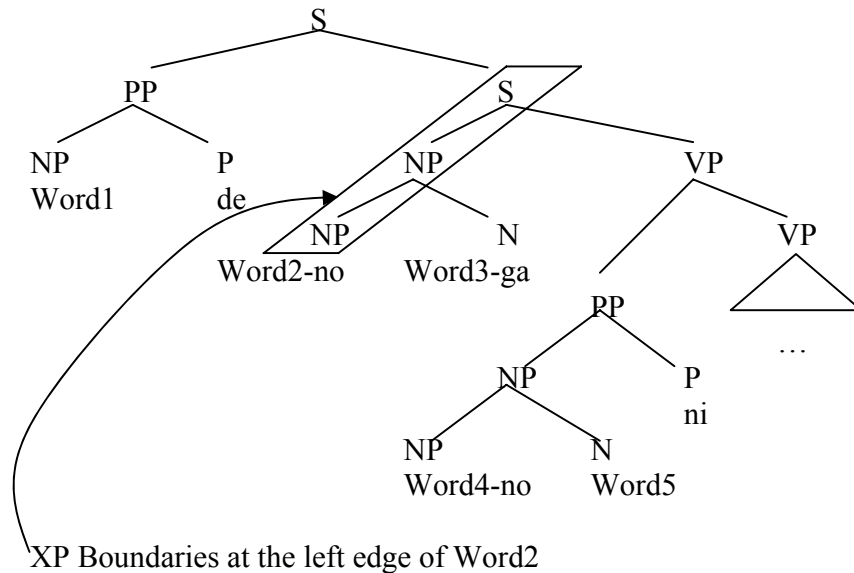 S
PP S
NP P NP VP
Word1 de
NP N VP
Word2-no Word3-ga
PP
…
NP P
ni
NP N
Word4-no Word5
XP Boundaries at the left edge of Word2